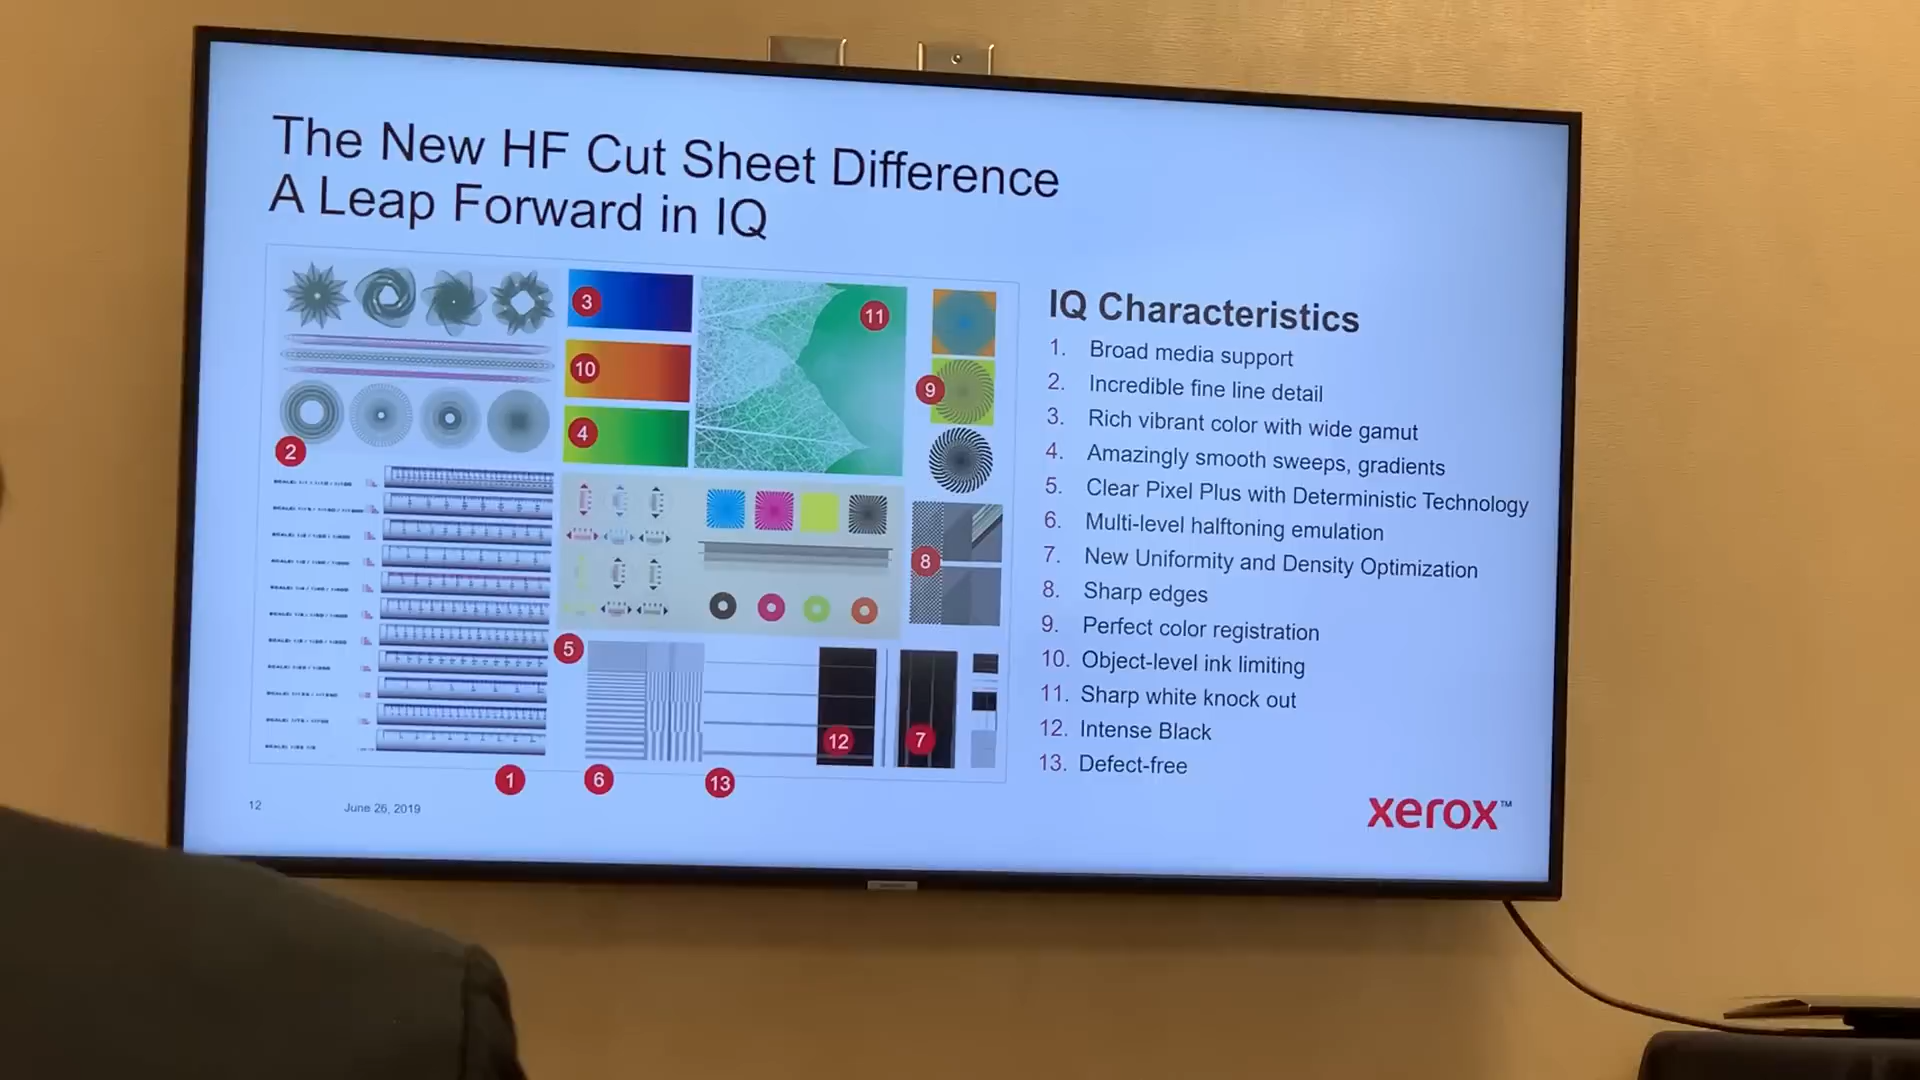 The New HF Cut Sheet Difference
A Leap Forward in IQ
3
11
10
9
4
2
8
5
12
7
1
6
13
IQ Characteristics
1. Broad media support
2. Incredible fine line detail
3. Rich vibrant color with wide gamut
4. Amazingly smooth sweeps, gradients
5. Clear Pixel Plus with Deterministic Technology
6. Multi-level halftoning emulation
7. New Uniformity and Density Optimization
8. Sharp edges
9. Perfect color registration
10. Object-level ink limiting
11. Sharp white knock out
12. Intense Black
13. Defect-free
12
June 26, 2019
xerox™